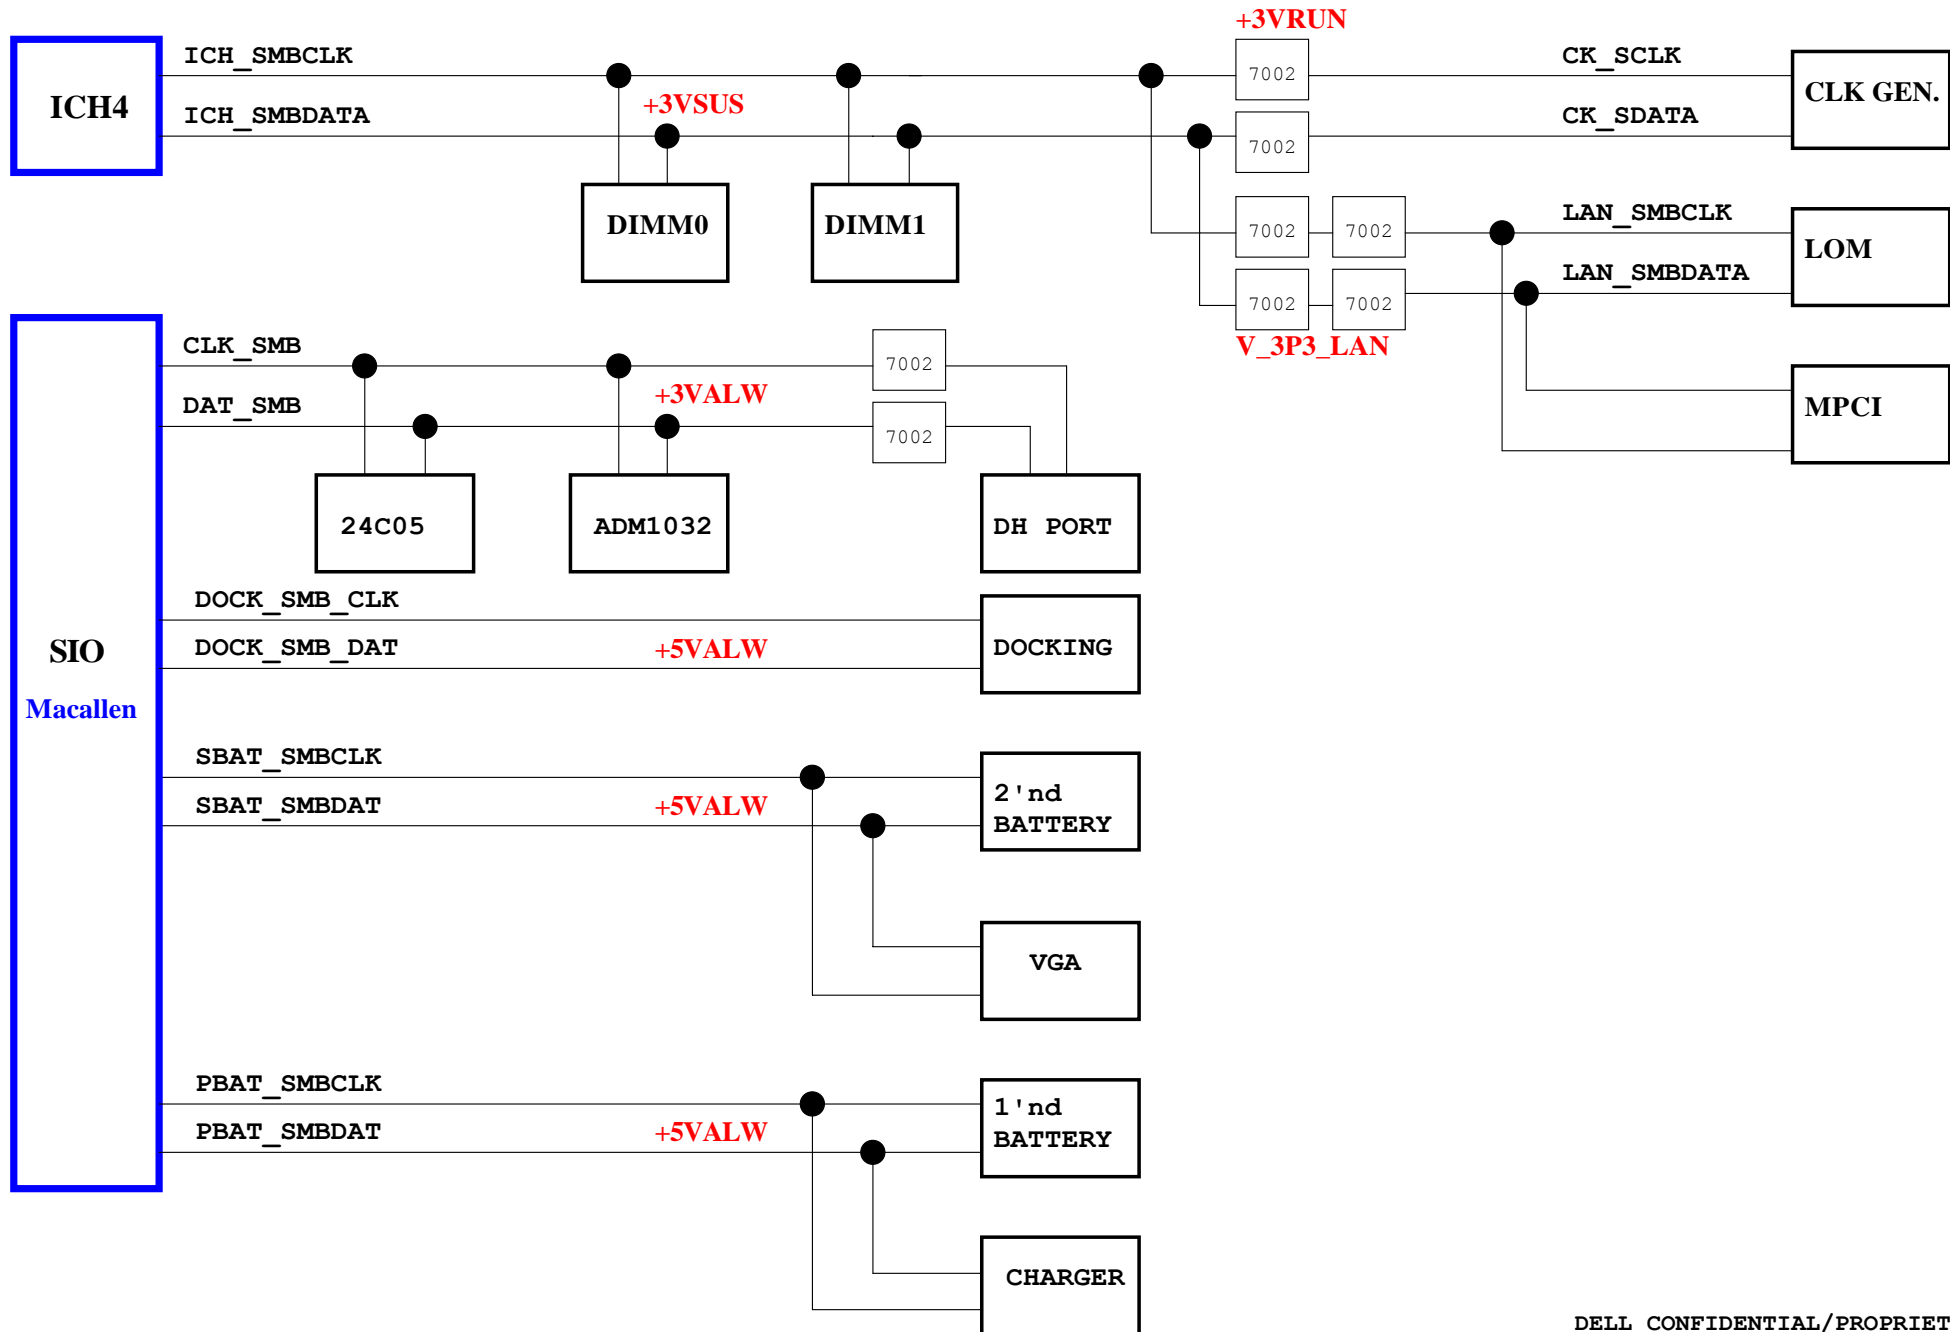 +3VRUN
ICH_SMBCLK
7002
CK_SCLK
ICH4
+3VSUS
CLK GEN.
ICH_SMBDATA
7002
CK_SDATA
DIMM0
DIMM1
7002
7002
LAN_SMBCLK
LOM
7002
7002
LAN_SMBDATA
V_3P3_LAN
CLK_SMB
7002
+3VALW
DAT_SMB
7002
MPCI
24C05
ADM1032
DH PORT
DOCK_SMB_CLK
SIO
DOCK_SMB_DAT
+5VALW
DOCKING
Macallen
SBAT_SMBCLK
2'nd
BATTERY
SBAT_SMBDAT
+5VALW
VGA
PBAT_SMBCLK
1'nd
BATTERY
PBAT_SMBDAT
+5VALW
CHARGER
DELL CONFIDENTIAL/PROPRIET